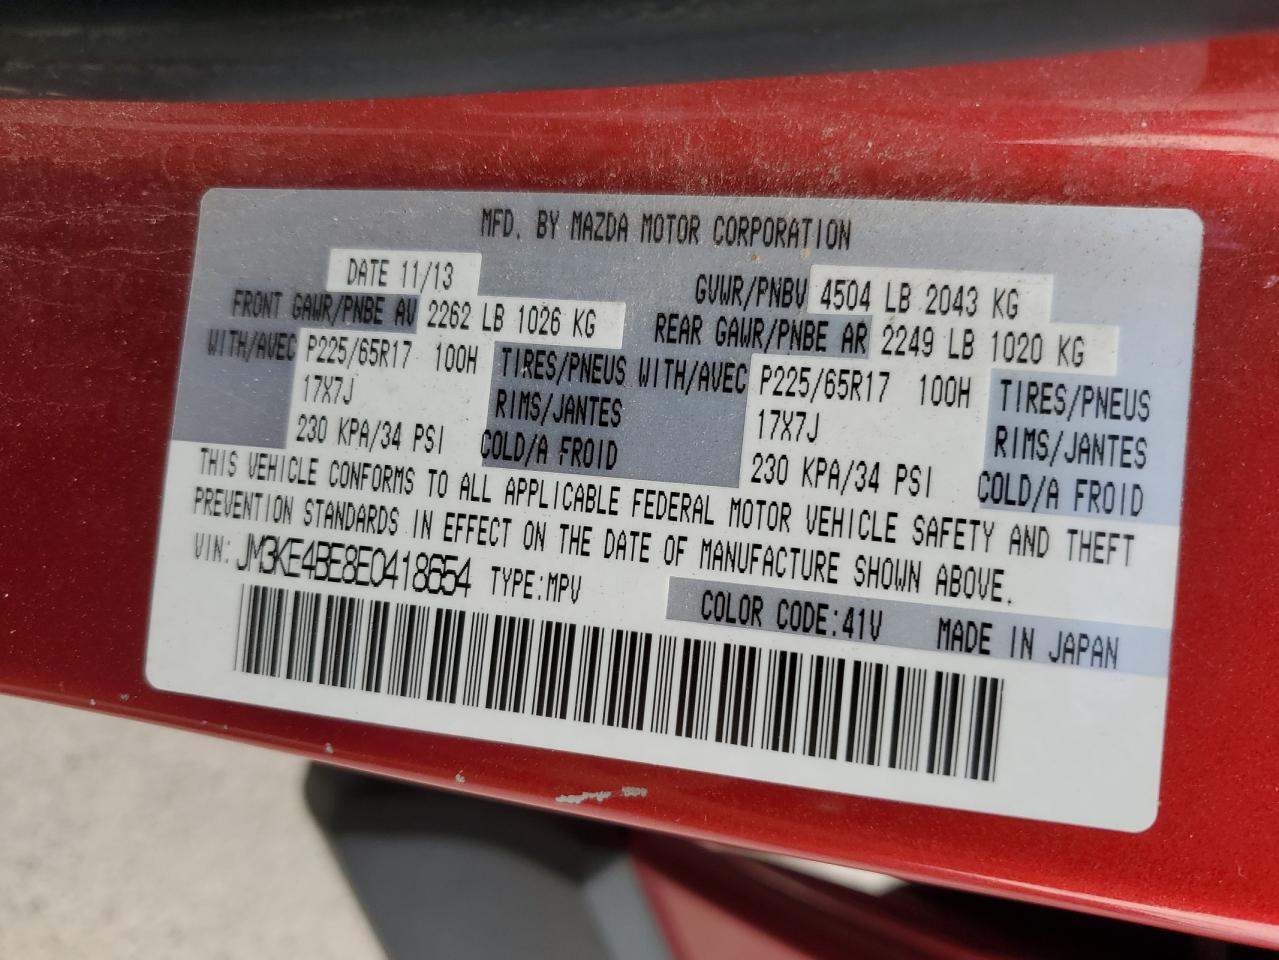 MFD. BY MAZDA MOTOR CORPORATION
DATE 11/13 GVWR/PNBV 4504 LB 2043 KG
FRONT GAWR/PNBE AV 2262 LB 1026 KG REAR GAWR/PNBE AR 2249 LB 1020 KG
WITH/AVEC P225/65R17 100H TIRES/PNEUS WITH/AVEC P225/65R17 100H TIRES/PNEUS
17X7J RIMS/JANTES 17X7J RIMS/JANTES
230 KPA/34 PSI COLD/A FROID 230 KPA/34 PSI COLD/A FROID
THIS VEHICLE CONFORMS TO ALL APPLICABLE FEDERAL MOTOR VEHICLE SAFETY AND THEFT
PREVENTION STANDARDS IN EFFECT ON THE DATE OF MANUFACTURE SHOWN ABOVE.
VIN: JM3KE4BE8E0418654 TYPE:MPV
COLOR CODE:41V MADE IN JAPAN